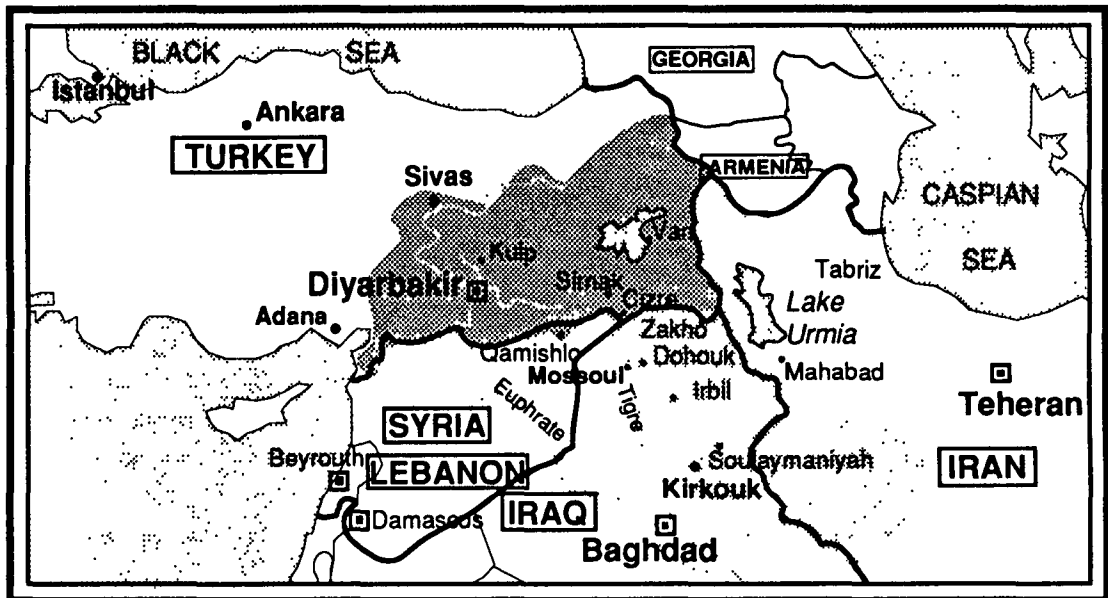 BLACK SEA
GEORGIA
Istanbul
Ankara
TURKEY
ARMENIA
Sivas
CASPIAN
SEA
Van
Kulp
Tabriz
Diyarbakir
Sirnak
Cizre
Lake
Urmia
Adana
Zakho
Qamishlo
Dohouk
Mossoul
Mahabad
Irbil
Teheran
Euphrate
Tigre
SYRIA
Beyrouth
LEBANON
Soulaymaniyah
IRAN
Kirkouk
IRAQ
Damascus
Baghdad